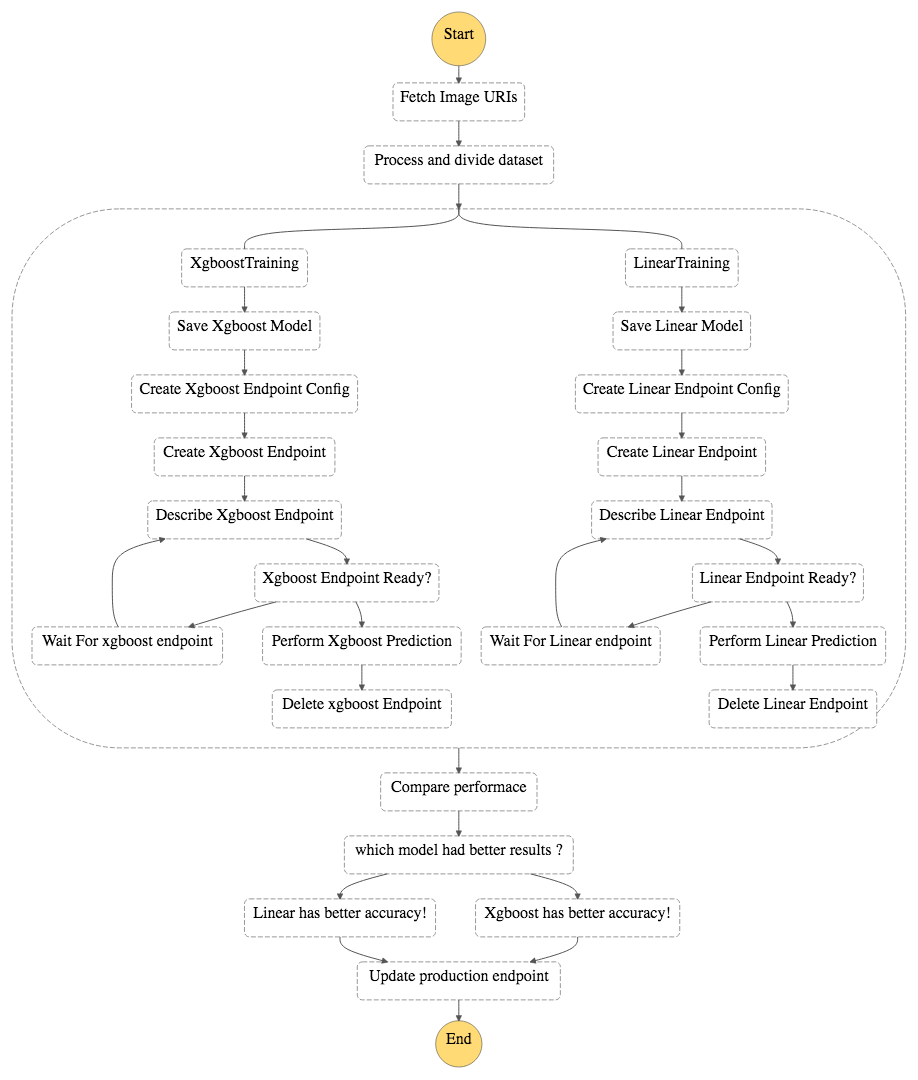 Start
Fetch Image URIs
Process and divide dataset
XgboostTraining
Save Xgboost Model
Create Xgboost Endpoint Config
Create Xgboost Endpoint
Describe Xgboost Endpoint
Xgboost Endpoint Ready?
Wait For xgboost endpoint
Perform Xgboost Prediction
Delete xgboost Endpoint
LinearTraining
Save Linear Model
Create Linear Endpoint Config
Create Linear Endpoint
Describe Linear Endpoint
Linear Endpoint Ready?
Wait For Linear endpoint
Perform Linear Prediction
Delete Linear Endpoint
Compare performace
which model had better results ?
Linear has better accuracy!
Xgboost has better accuracy!
Update production endpoint
End